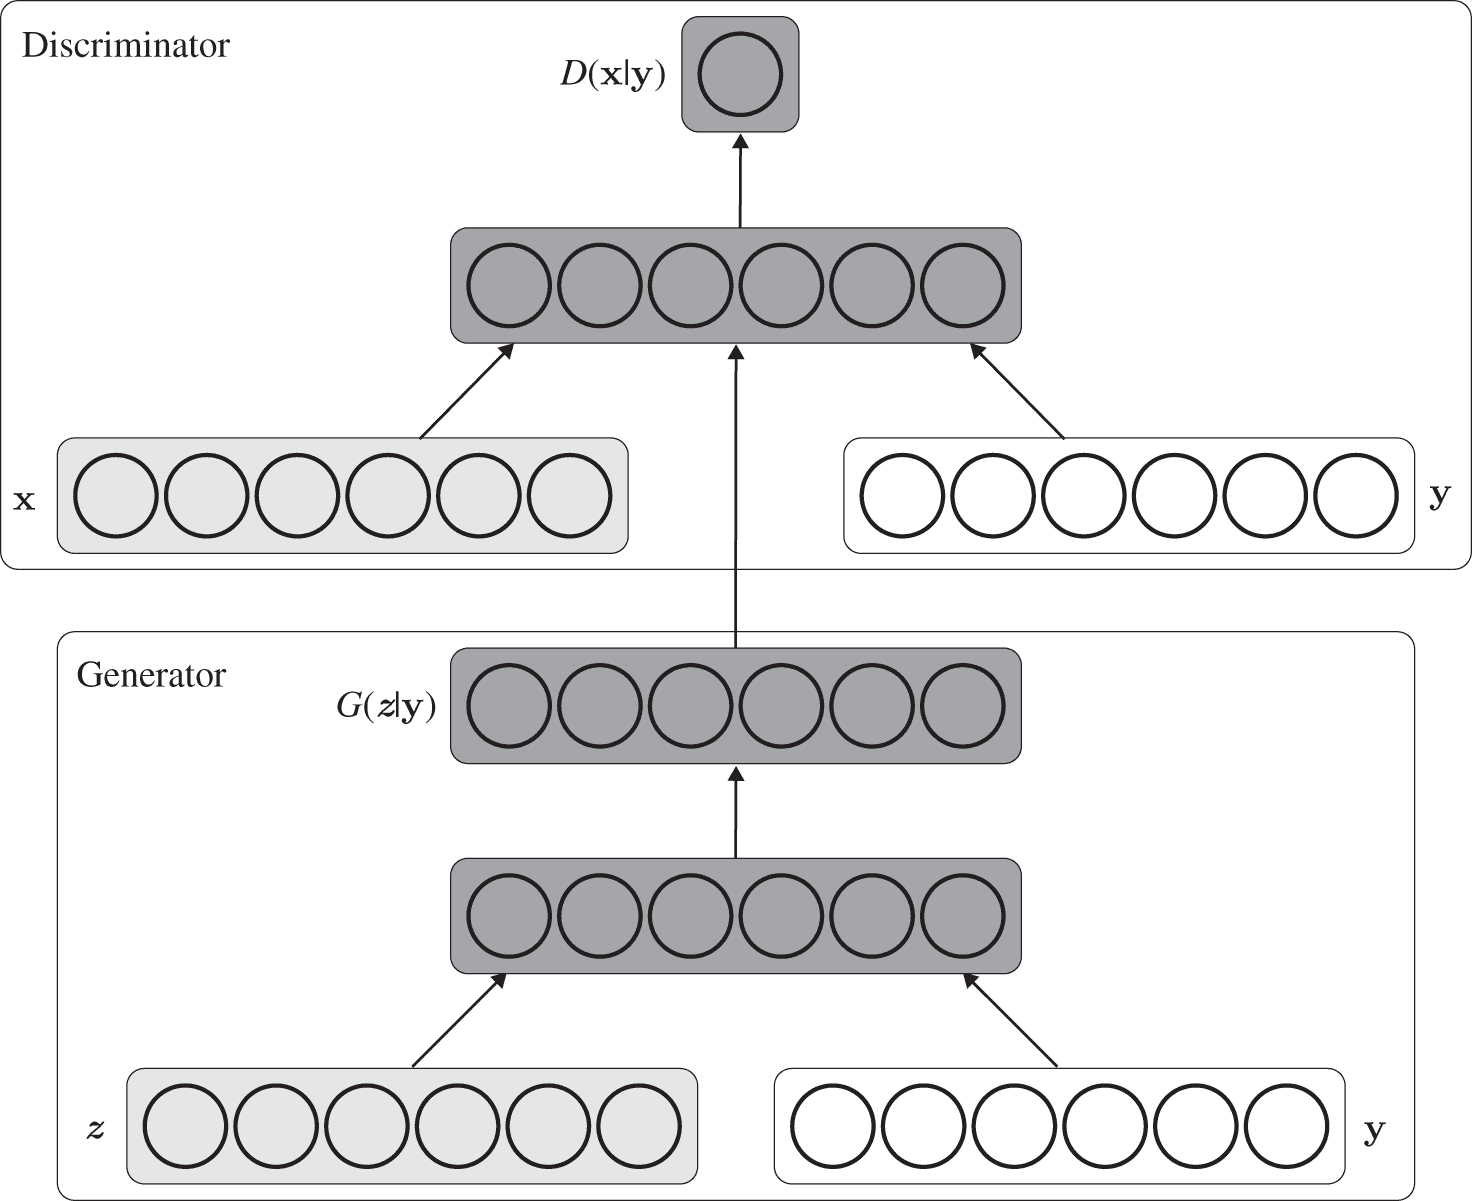 Discriminator
D(x|y)
x
y
Generator
G(z|y)
z
y